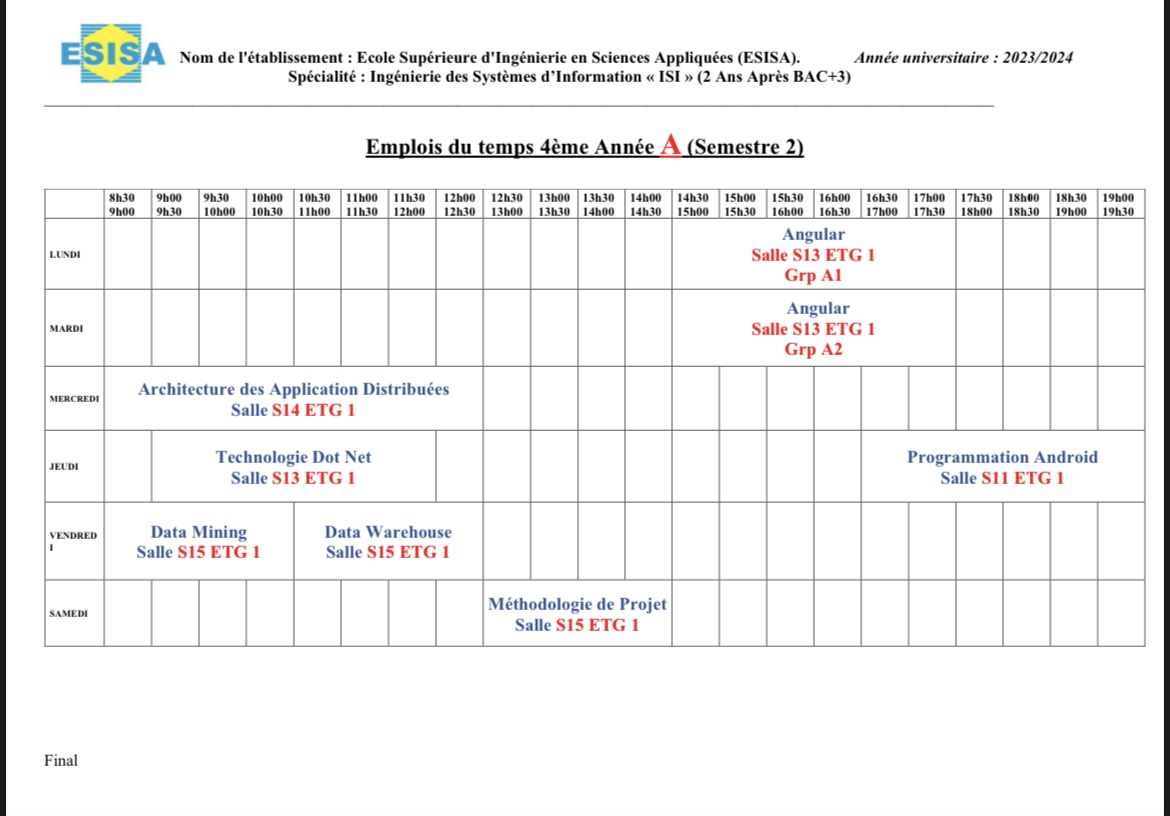 ESISA
Nom de l'établissement : Ecole Supérieure d'Ingénierie en Sciences Appliquées (ESISA). Année universitaire : 2023/2024
Spécialité : Ingénierie des Systèmes d’Information « ISI » (2 Ans Après BAC+3)
Emplois du temps 4ème Année A (Semestre 2)
8h30 9h00 9h30 10h00 10h30 11h00 11h30 12h00 12h30 13h00 13h30 14h00 14h30 15h00 15h30 16h00 16h30 17h00 17h30 18h00 18h30 19h00
9h00 9h30 10h00 10h30 11h00 11h30 12h00 12h30 13h00 13h30 14h00 14h30 15h00 15h30 16h00 16h30 17h00 17h30 18h00 18h30 19h00 19h30
LUNDI
Angular
Salle S13 ETG 1
Grp A1
MARDI
Angular
Salle S13 ETG 1
Grp A2
MERCREDI
Architecture des Application Distribuées
Salle S14 ETG 1
JEUDI
Technologie Dot Net
Salle S13 ETG 1
Programmation Android
Salle S11 ETG 1
VENDRED
I
Data Mining
Salle S15 ETG 1
Data Warehouse
Salle S15 ETG 1
SAMEDI
Méthodologie de Projet
Salle S15 ETG 1
Final